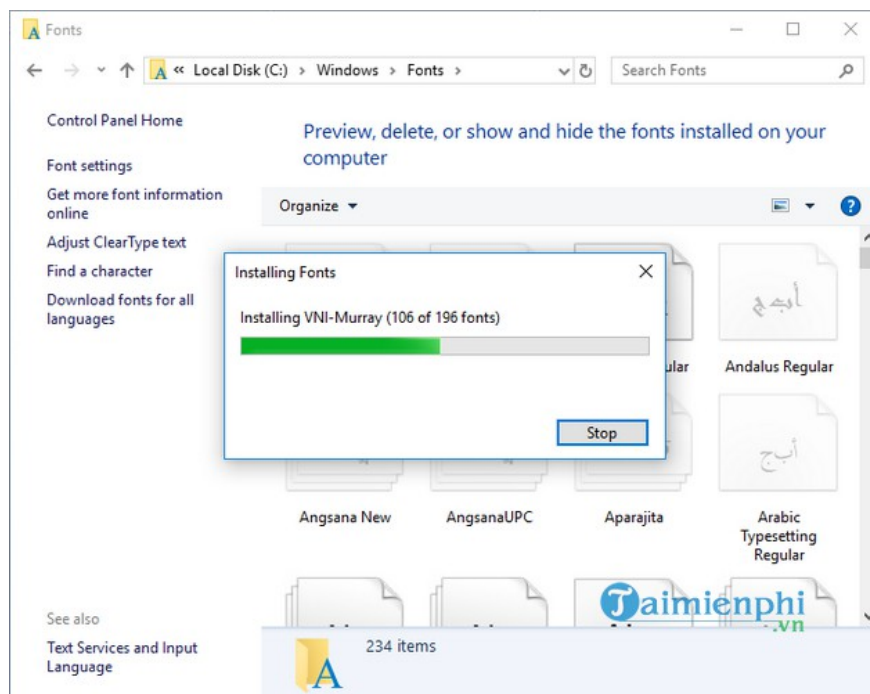 Fonts
« Local Disk (C:) › Windows › Fonts ›
Search Fonts
Control Panel Home
Font settings
Get more font information
online
Adjust ClearType text
Find a character
Download fonts for all
languages
Preview, delete, or show and hide the fonts installed on your
computer
Organize
Installing Fonts
Installing VNI-Murray (106 of 196 fonts)
Stop
أبج
Andalus Regular
أبج
Angsana New
AngsanaUPC
Aparajita
Arabic
Typesetting
Regular
See also
Text Services and Input
Language
234 items
Taimienphi
.vn